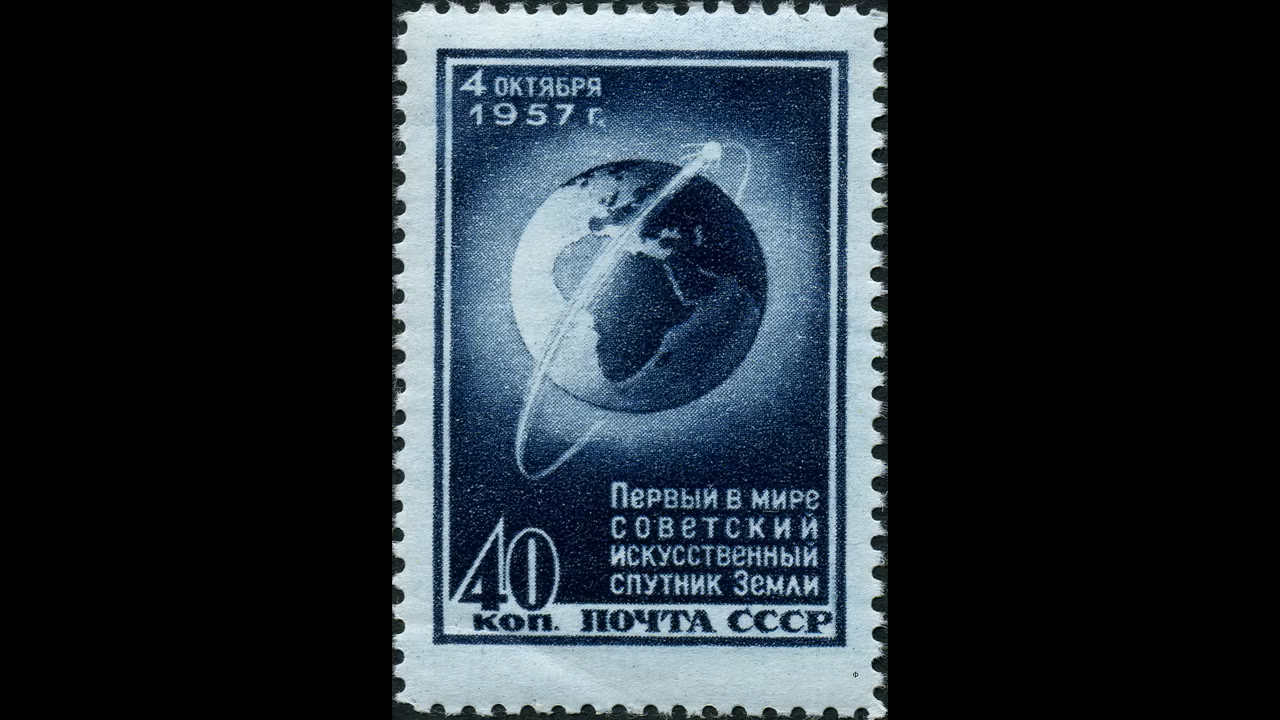 4 ОКТЯБРЯ
1957 г.
Первый в мире
советский
искусственный
спутник Земли
40
коп. ПОЧТА СССР
Ф